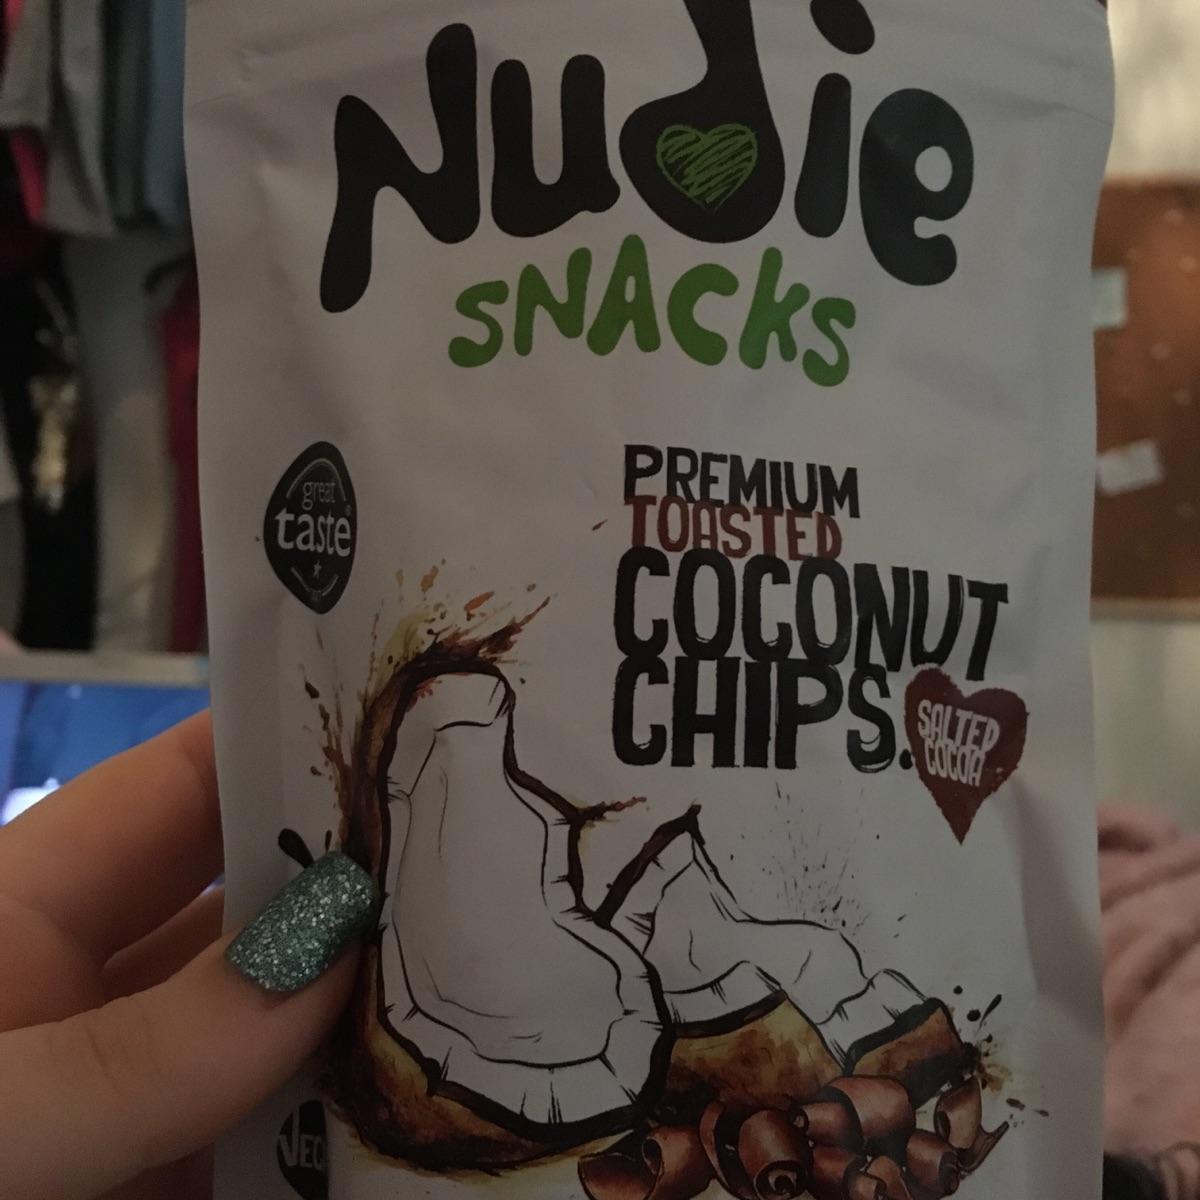 Nudie
SNACKS
great
taste
PREMIUM
TOASTED
COCONUT
CHIPS.
SALTED
COCOA